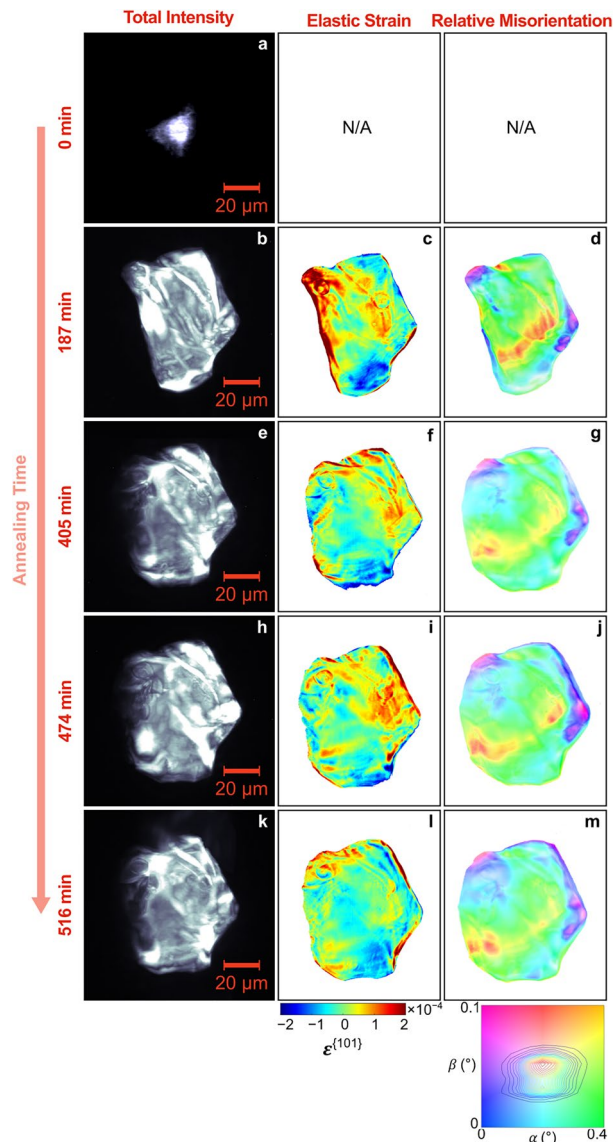 Total Intensity Elastic Strain Relative Misorientation
Annealing Time
0 min
a
20 µm
N/A
N/A
187 min
b
20 µm
c
d
405 min
e
20 µm
f
g
474 min
h
20 µm
i
j
516 min
k
20 µm
l
m
−2 −1 0 1 2 ×10⁻⁴
ε{101}
0.1
β (°)
0
0 0.4
α (°)